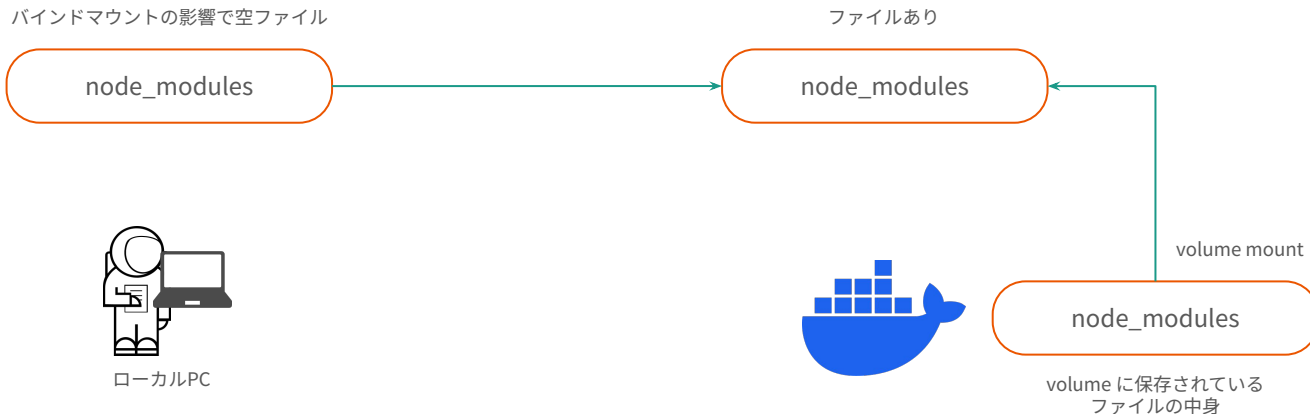 バインドマウントの影響で空ファイル
ファイルあり
node_modules
node_modules
volume mount
node_modules
ローカルPC
volume に保存されている
ファイルの中身